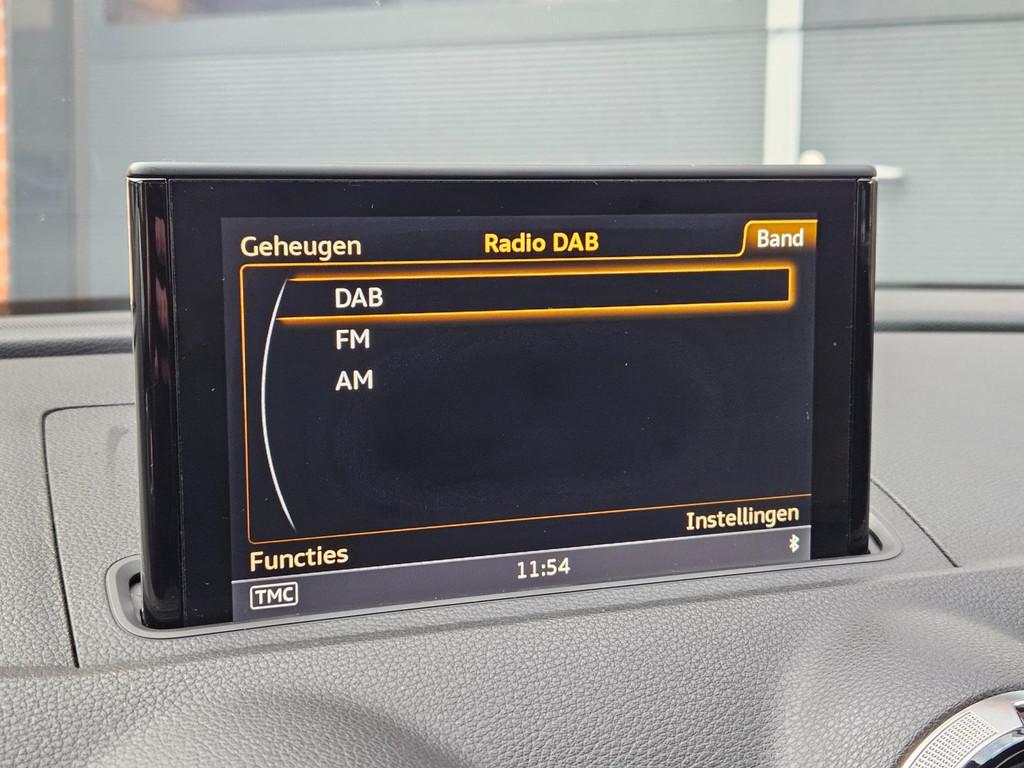 Geheugen Radio DAB Band
DAB
FM
AM
Instellingen
Functies
11:54
TMC